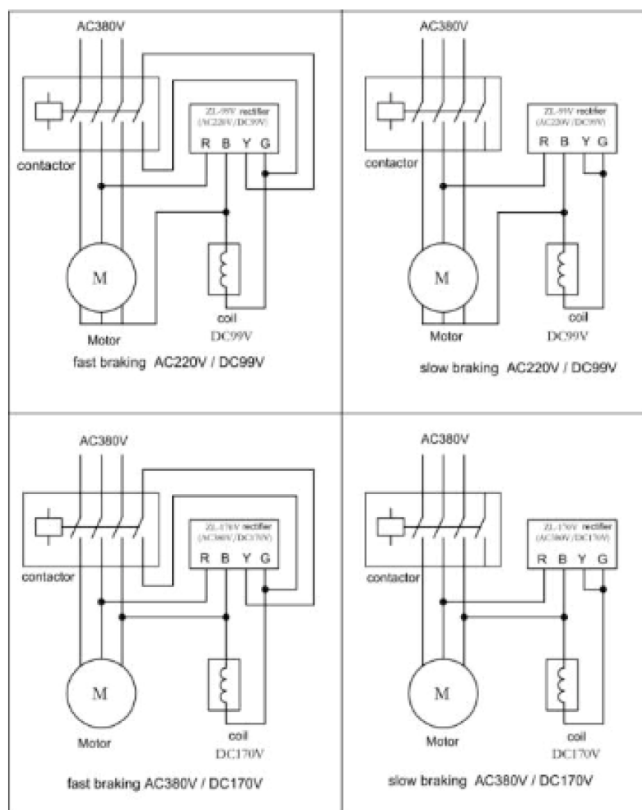 AC380V
ZL-99V rectifier
(AC220V/DC99V)
R B Y G
contactor
M
coil
DC99V
Motor
fast braking AC220V / DC99V
AC380V
ZL-99V rectifier
(AC220V/DC99V)
R B Y G
contactor
M
coil
DC99V
Motor
slow braking AC220V / DC99V
AC380V
ZL-170V rectifier
(AC380V/DC170V)
R B Y G
contactor
M
coil
DC170V
Motor
fast braking AC380V / DC170V
AC380V
ZL-170V rectifier
(AC380V/DC170V)
R B Y G
contactor
M
coil
DC170V
Motor
slow braking AC380V / DC170V